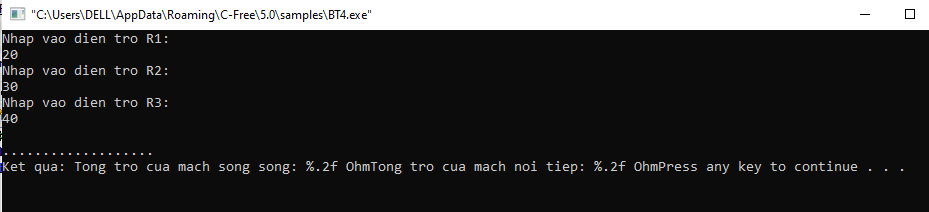 "C:\Users\DELL\AppData\Roaming\C-Free\5.0\samples\BT4.exe"
Nhap vao dien tro R1:
20
Nhap vao dien tro R2:
30
Nhap vao dien tro R3:
40
...................
Ket qua: Tong tro cua mach song song: %.2f OhmTong tro cua mach noi tiep: %.2f OhmPress any key to continue . . .